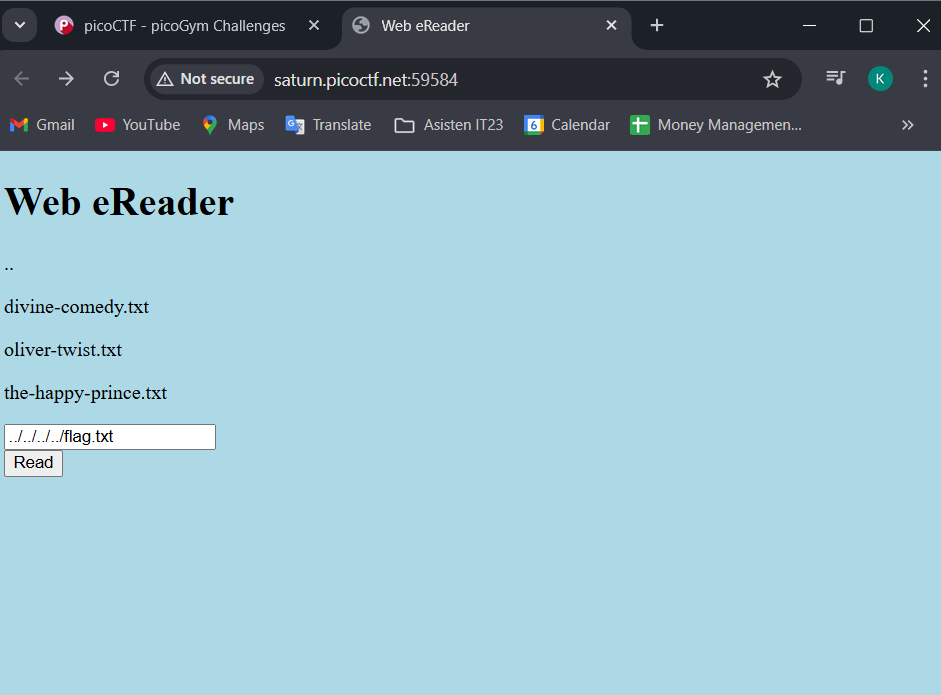 picoCTF - picoGym Challenges
Web eReader
Not secure saturn.picoctf.net:59584
K
Gmail YouTube Maps Translate Asisten IT23 6 Calendar Money Managemen...
Web eReader
..
divine-comedy.txt
oliver-twist.txt
the-happy-prince.txt
../../../../flag.txt
Read